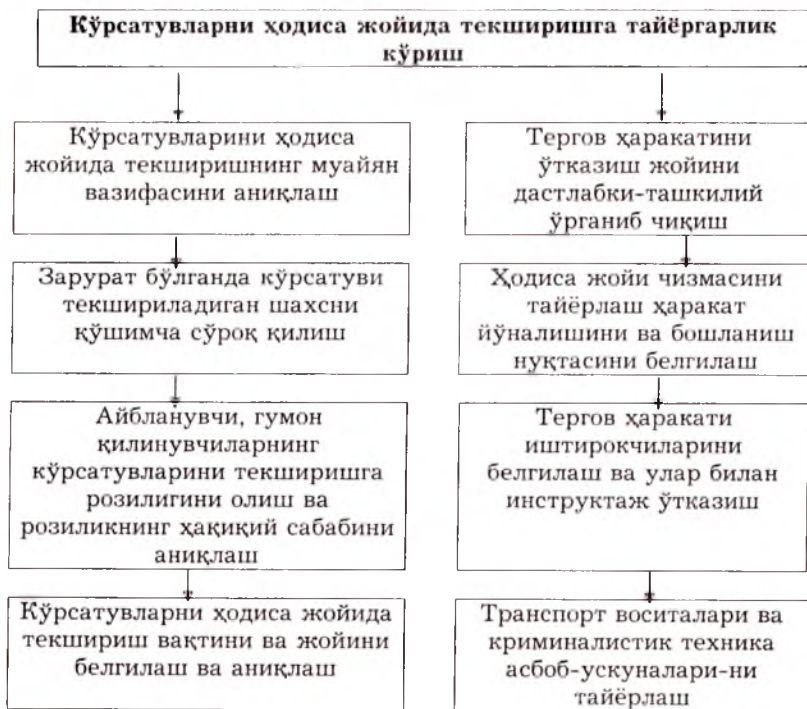 Кўрсатувларни ҳодиса жойида текширишга тайёргарлик
кўриш
Кўрсатувларини ҳодиса
жойида текширишнинг муайян
вазифасини аниқлаш
Зарурат бўлганда кўрсатуви
текшириладиган шахсни
қўшимча сўроқ қилиш
Айбланувчи, гумон
қилинувчиларнинг
кўрсатувларини текширишга
розилигини олиш ва
розиликнинг ҳақиқий сабабини
аниқлаш
Кўрсатувларни ҳодиса жойида
текшириш вақтини ва жойини
белгилаш ва аниқлаш
Тергов ҳаракатини
ўтказиш жойини
дастлабки-ташкилий
ўрганиб чиқиш
Ҳодиса жойи чизмасини
тайёрлаш ҳаракат
йўналишини ва бошланиш
нуқтасини белгилаш
Тергов ҳаракати
иштирокчиларини
белгилаш ва улар билан
инструктаж ўтказиш
Транспорт воситалари ва
криминалистик техника
асбоб-ускуналари-ни
тайёрлаш